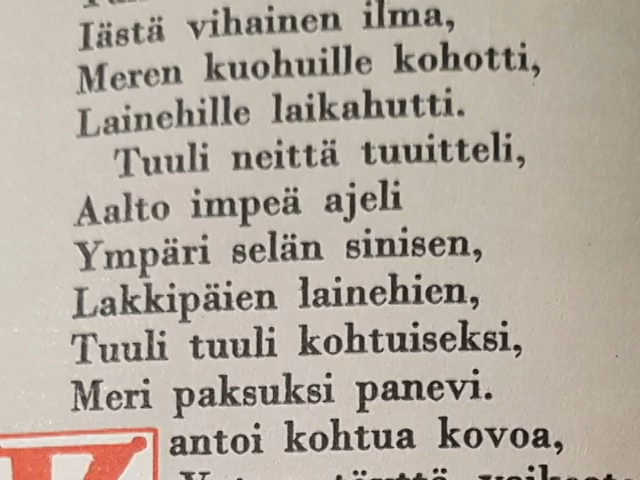 Iästä vihainen ilma,
Meren kuohuille kohotti,
Lainehille laikahutti.
Tuuli neittä tuuitteli,
Aalto impeä ajeli
Ympäri selän sinisen,
Lakkipäien lainehien,
Tuuli tuuli kohtuiseksi,
Meri paksuksi panevi.
antoi kohtua kovoa,